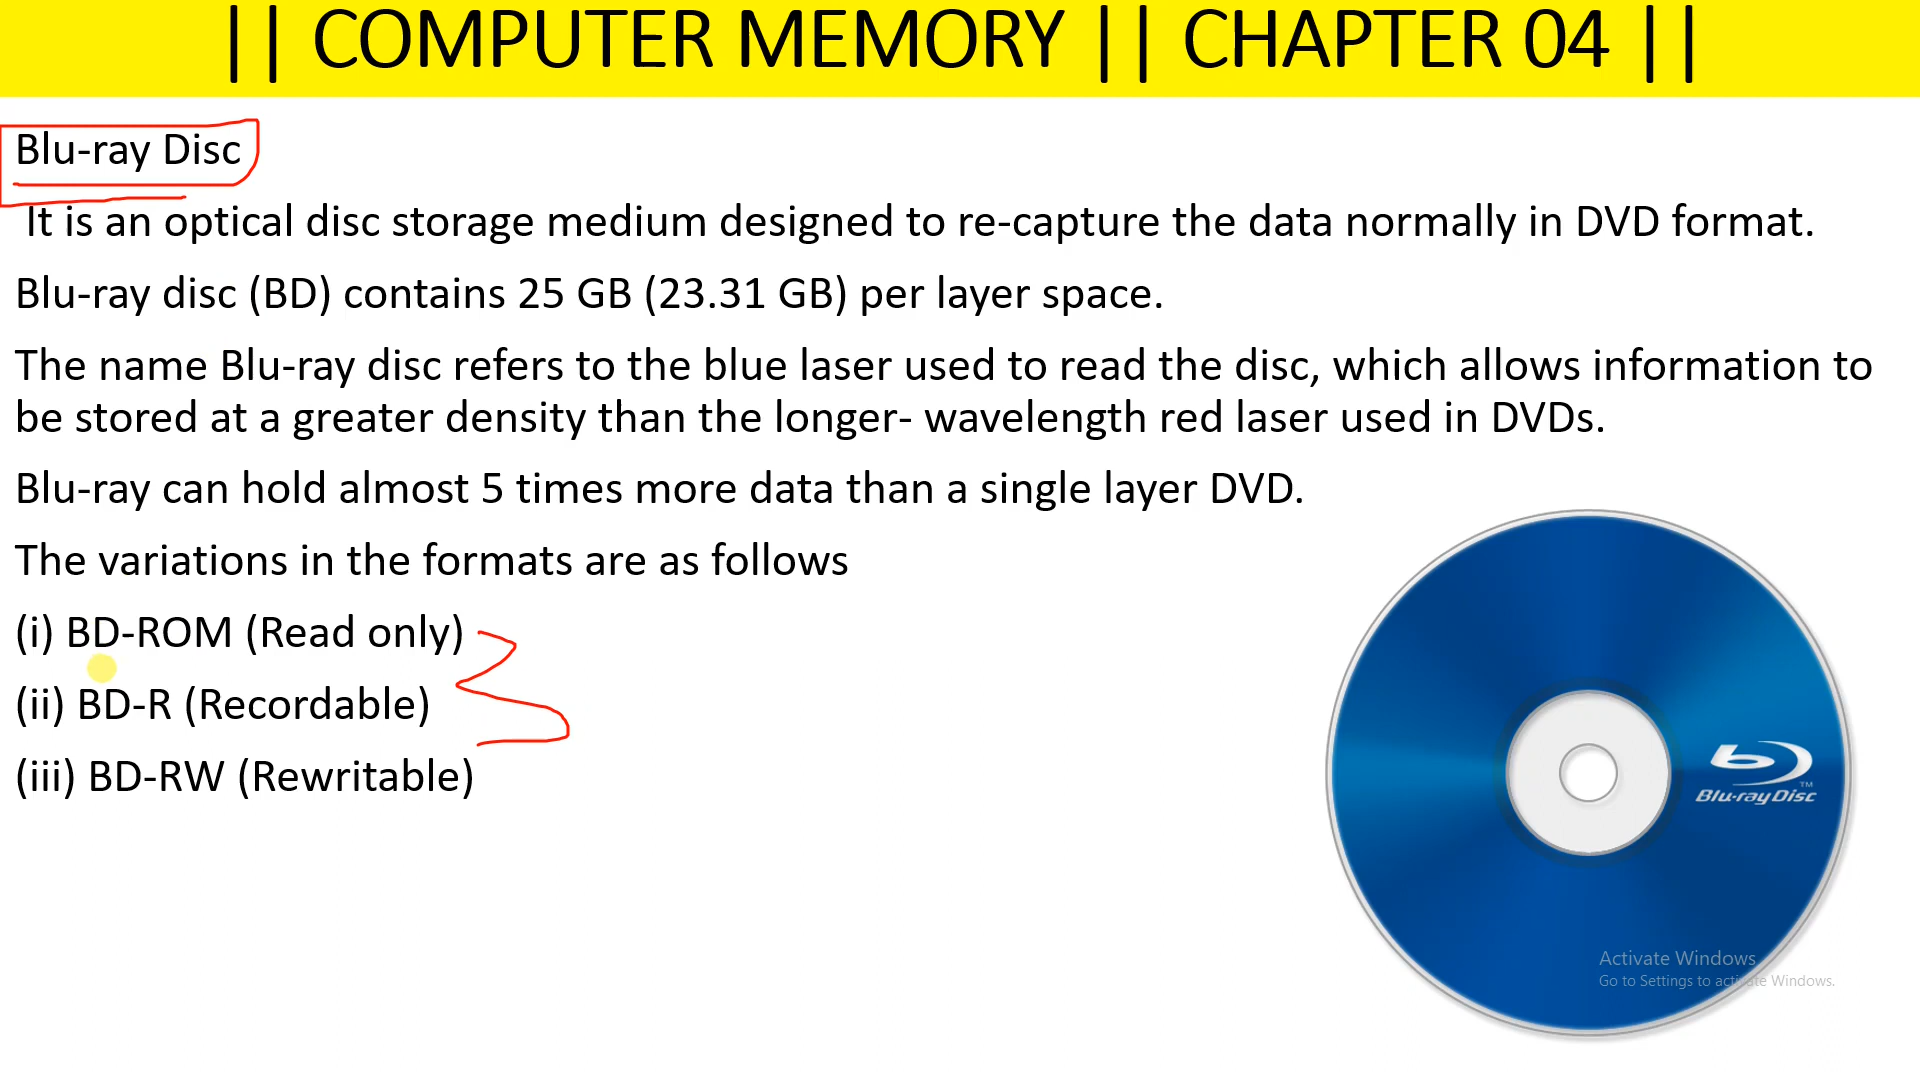 || COMPUTER MEMORY || CHAPTER 04 ||
Blu-ray Disc
It is an optical disc storage medium designed to re-capture the data normally in DVD format.
Blu-ray disc (BD) contains 25 GB (23.31 GB) per layer space.
The name Blu-ray disc refers to the blue laser used to read the disc, which allows information to
be stored at a greater density than the longer- wavelength red laser used in DVDs.
Blu-ray can hold almost 5 times more data than a single layer DVD.
The variations in the formats are as follows
(i) BD-ROM (Read only)
(ii) BD-R (Recordable)
(iii) BD-RW (Rewritable)
Blu-ray Disc
TM
Activate Windows
Go to Settings to activate Windows.